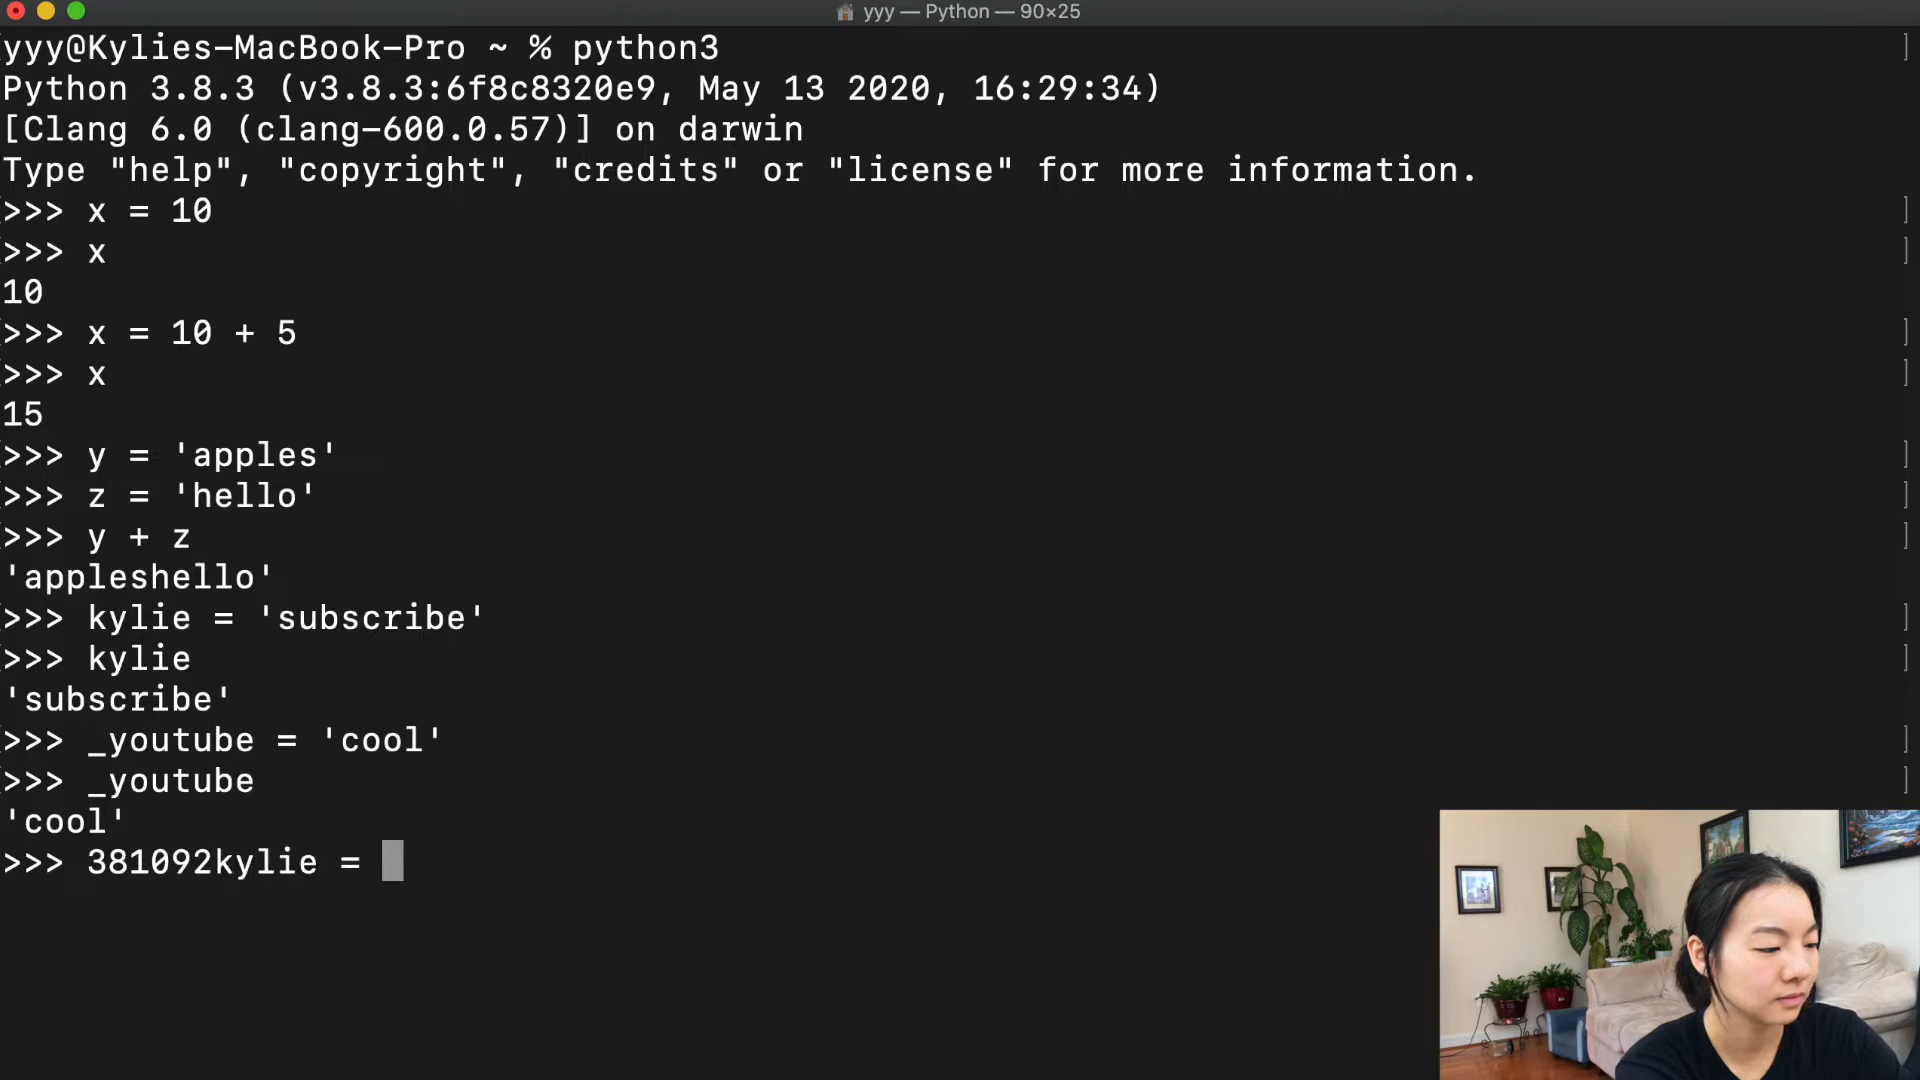 yyy — Python — 90×25
yyy@Kylies-MacBook-Pro ~ % python3
Python 3.8.3 (v3.8.3:6f8c8320e9, May 13 2020, 16:29:34)
[Clang 6.0 (clang-600.0.57)] on darwin
Type "help", "copyright", "credits" or "license" for more information.
>>> x = 10
>>> x
10
>>> x = 10 + 5
>>> x
15
>>> y = 'apples'
>>> z = 'hello'
>>> y + z
'appleshello'
>>> kylie = 'subscribe'
>>> kylie
'subscribe'
>>> _youtube = 'cool'
>>> _youtube
'cool'
>>> 381092kylie =